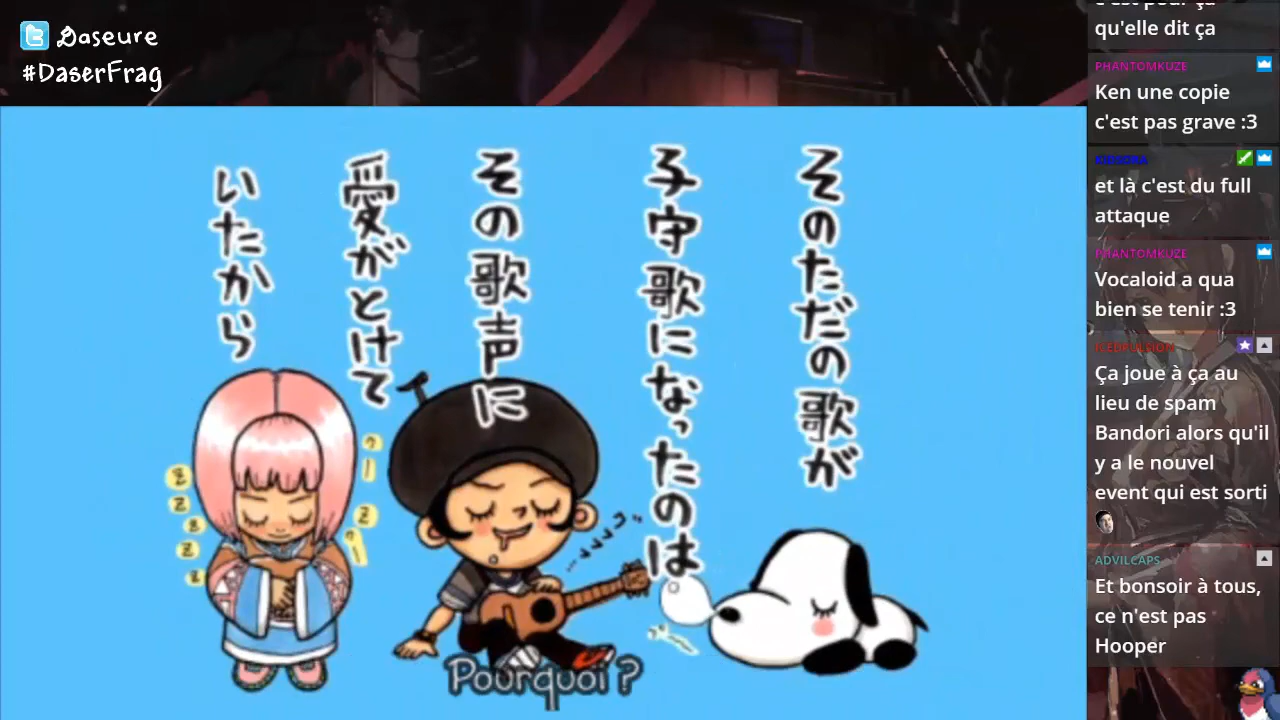 Daseure
#DaserFrag
そのただの歌が
子守歌になったのは
その歌声に
愛がとけて
いたから
Pourquoi ?
qu'elle dit ça
PHANTOMKUZE
Ken une copie
c'est pas grave :3
et là c'est du full
attaque
PHANTOMKUZE
Vocaloid a qua
bien se tenir :3
Ça joue à ça au
lieu de spam
Bandori alors qu'il
y a le nouvel
event qui est sorti
ADVILCAPS
Et bonsoir à tous,
ce n'est pas
Hooper